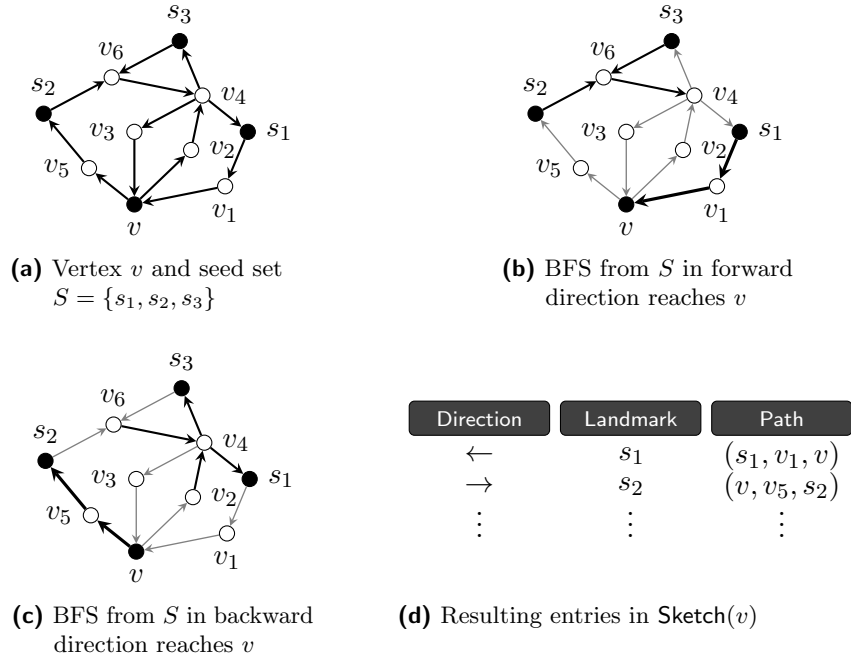 s₃
v₆
s₂
v₄
v₃
s₁
v₂
v₅
v₁
v
(a) Vertex v and seed set
S = {s₁, s₂, s₃}
s₃
v₆
s₂
v₄
v₃
s₁
v₂
v₅
v₁
v
(b) BFS from S in forward
direction reaches v
s₃
v₆
s₂
v₄
v₃
s₁
v₂
v₅
v₁
v
(c) BFS from S in backward
direction reaches v
Direction Landmark Path
← s₁ (s₁, v₁, v)
→ s₂ (v, v₅, s₂)
⋮ ⋮ ⋮
(d) Resulting entries in Sketch(v)